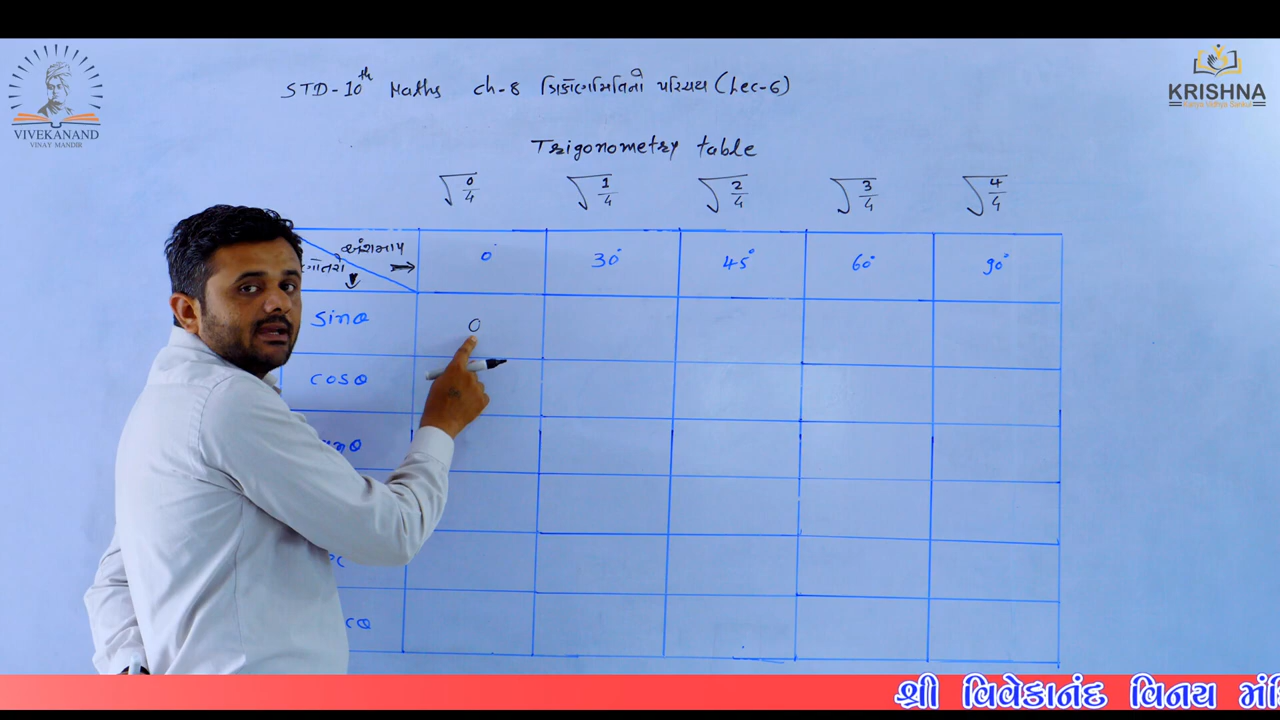 STD-10th Maths ch-8 ત્રિકોણમિતિનો પરિચય (Lec-6)
VIVEKANAND
VINAY MANDIR
KRISHNA
Trigonometry table
√0/4 √1/4 √2/4 √3/4 √4/4
અંશમાપ →
0° 30° 45° 60° 90°
sinθ 0
cosθ
શ્રી વિવેકાનંદ વિનય